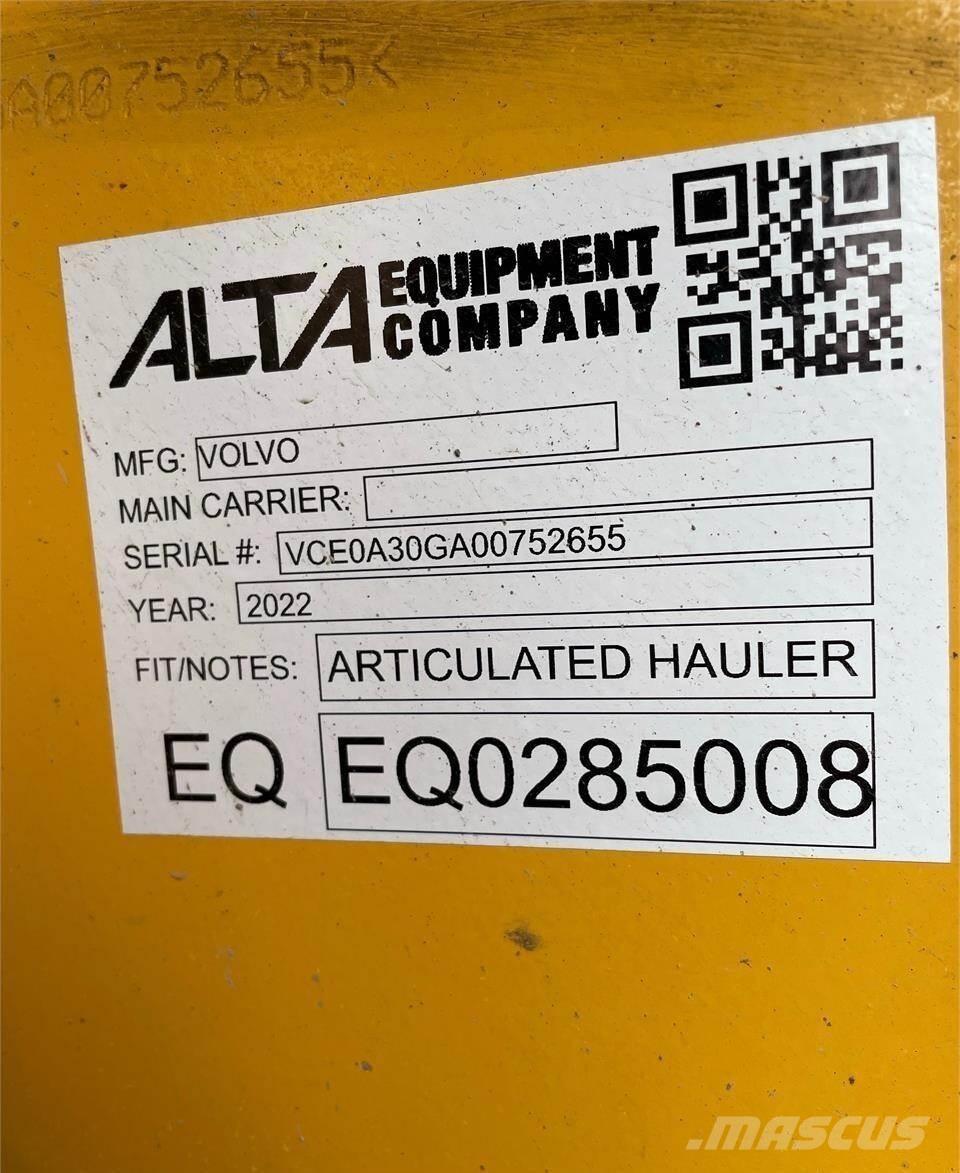 A00752655<
ALTA EQUIPMENT
COMPANY
MFG: VOLVO
MAIN CARRIER:
SERIAL #: VCE0A30GA00752655
YEAR: 2022
FIT/NOTES: ARTICULATED HAULER
EQ EQ0285008
MASCUS